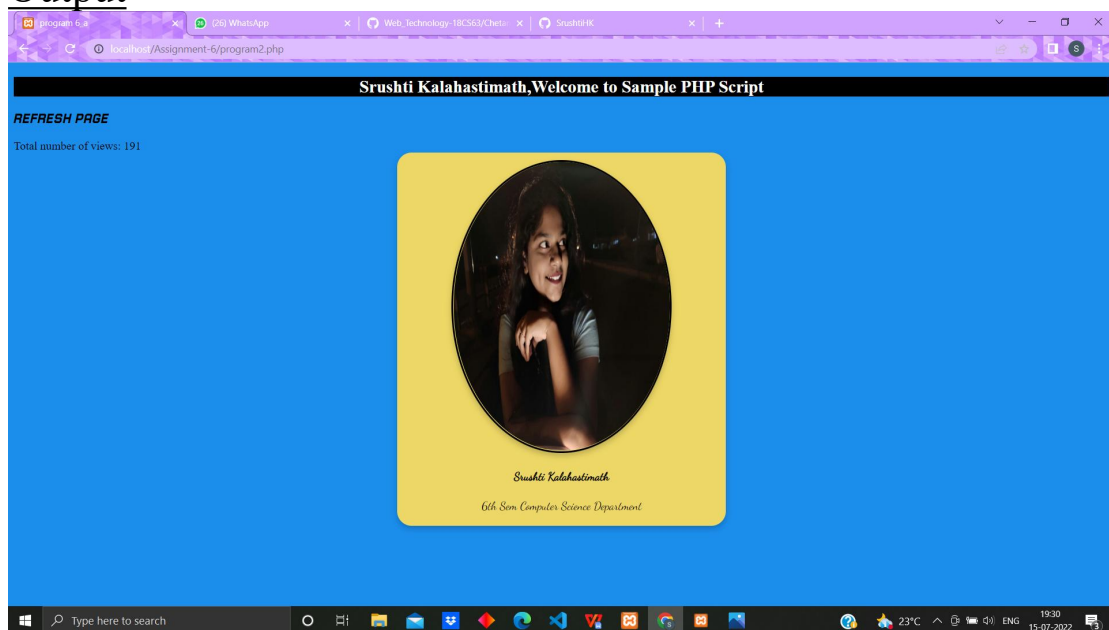 Output
program 6_a
(26) WhatsApp
Web_Technology-18CS63/Cheta
SrushtiHK
localhost/Assignment-6/program2.php
S
Srushti Kalahastimath,Welcome to Sample PHP Script
REFRESH PAGE
Total number of views: 191
Srushti Kalahastimath
6th Sem Computer Science Department
Type here to search
23°C
ENG
19:30
15-07-2022
3